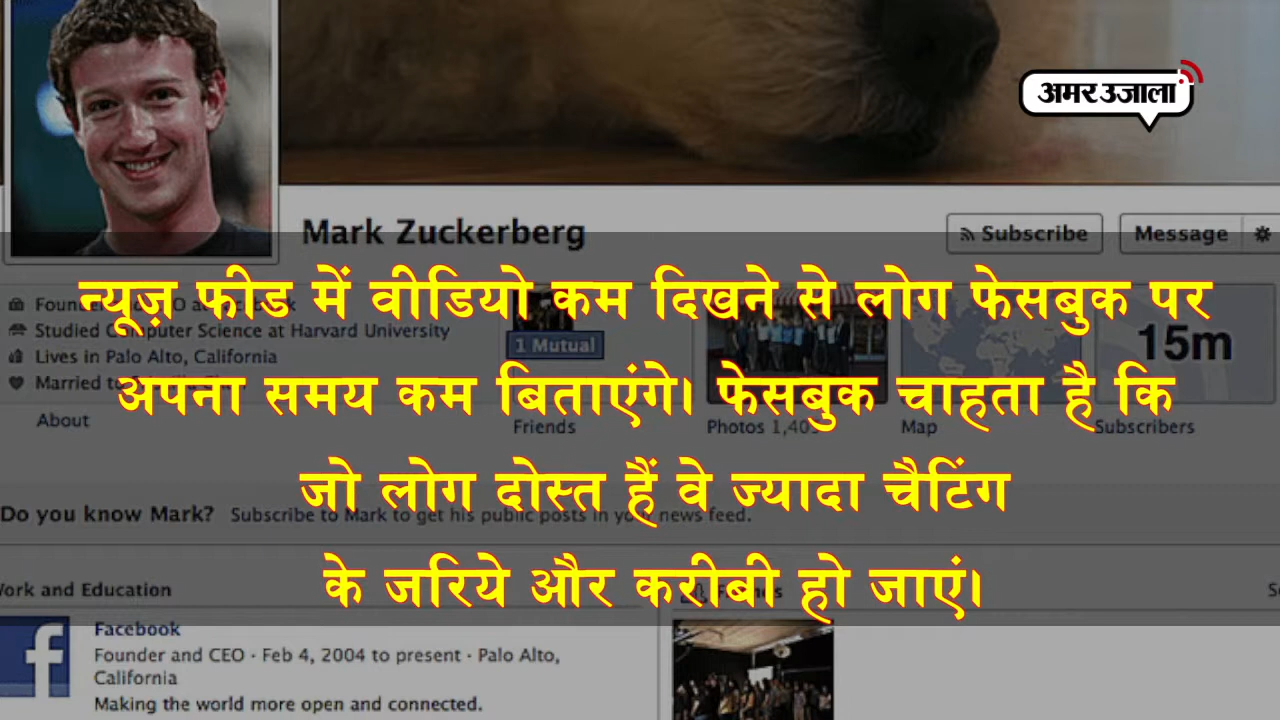 अमर उजाला
Mark Zuckerberg
Subscribe
Message
न्यूज़ फीड में वीडियो कम दिखने से लोग फेसबुक पर
Studied Computer Science at Harvard University
1 Mutual
15m
Lives in Palo Alto, California
Married to
अपना समय कम बिताएंगे। फेसबुक चाहता है कि
About
Friends
Photos
Map
Subscribers
जो लोग दोस्त हैं वे ज्यादा चैटिंग
Do you know Mark? Subscribe to Mark to get his public posts in your news feed.
के जरिये और करीबी हो जाएं।
Work and Education
Facebook
Founder and CEO · Feb 4, 2004 to present · Palo Alto,
California
Making the world more open and connected.